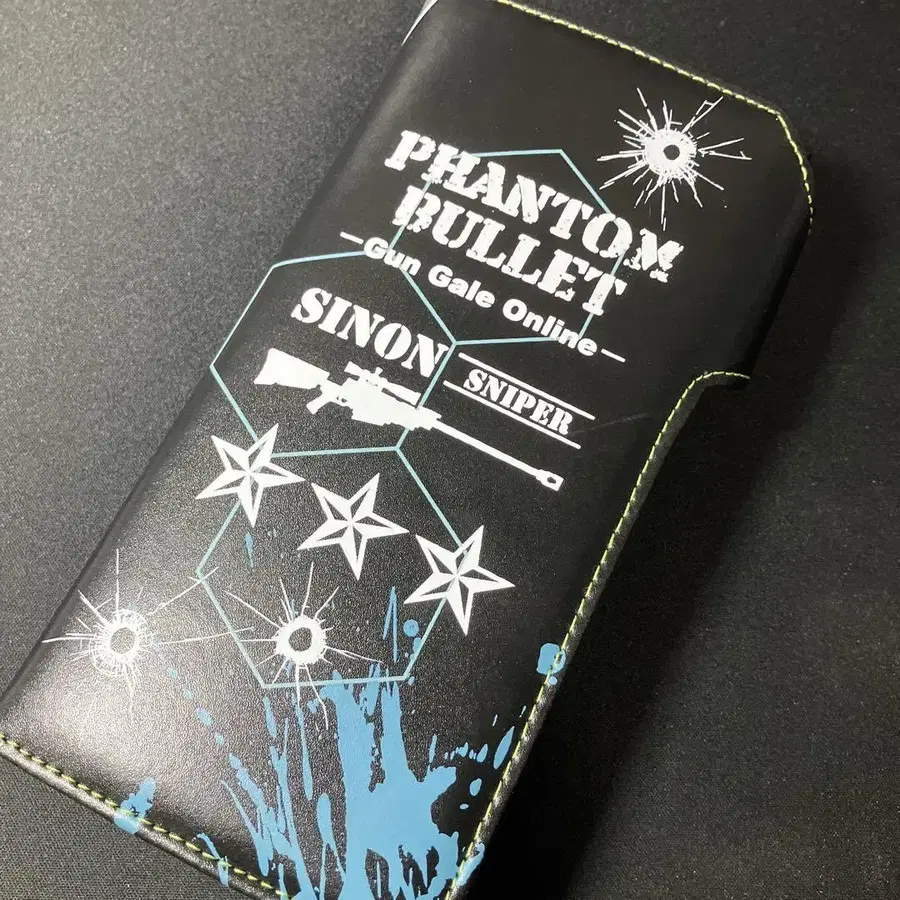 PHANTOM
BULLET
—Gun Gale Online—
SINON
SNIPER